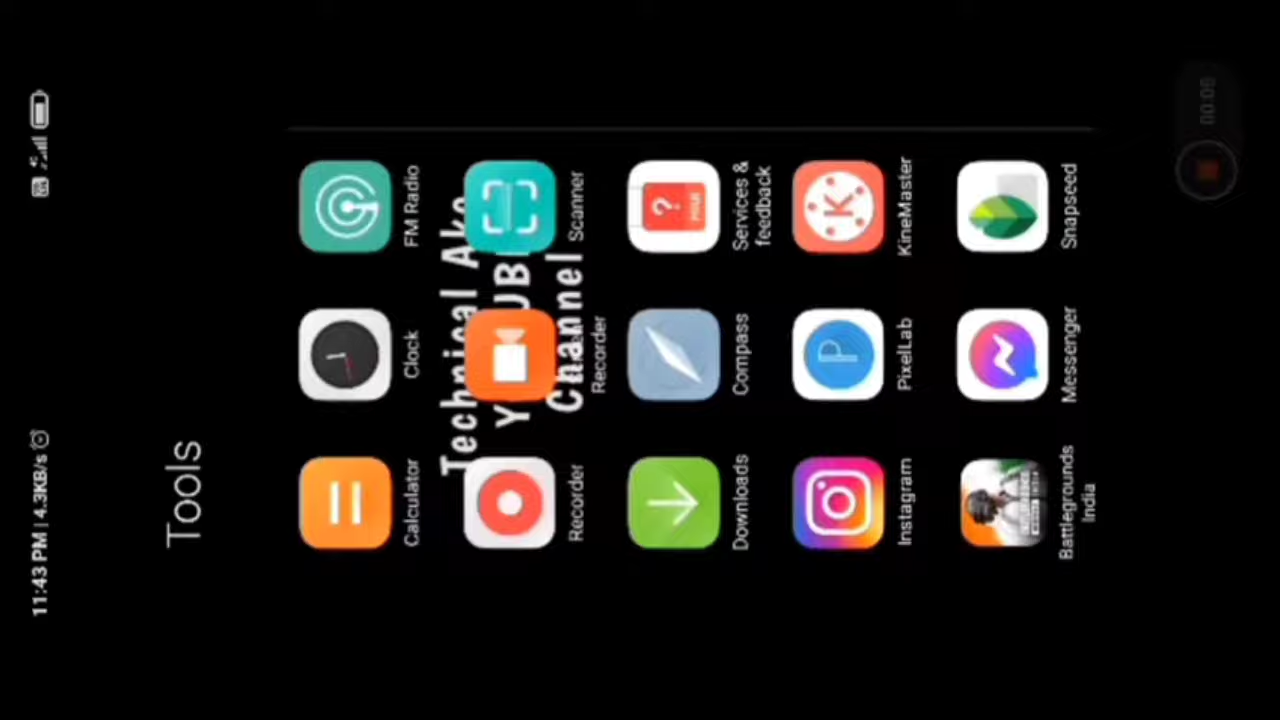 11:43 PM | 4.3KB/s
Tools
Calculator
Clock
FM Radio
Technical
Channel
Recorder
Recorder
Scanner
Downloads
Compass
Services &
feedback
MIUI
Instagram
PixelLab
KineMaster
Battlegrounds
India
Messenger
Snapseed